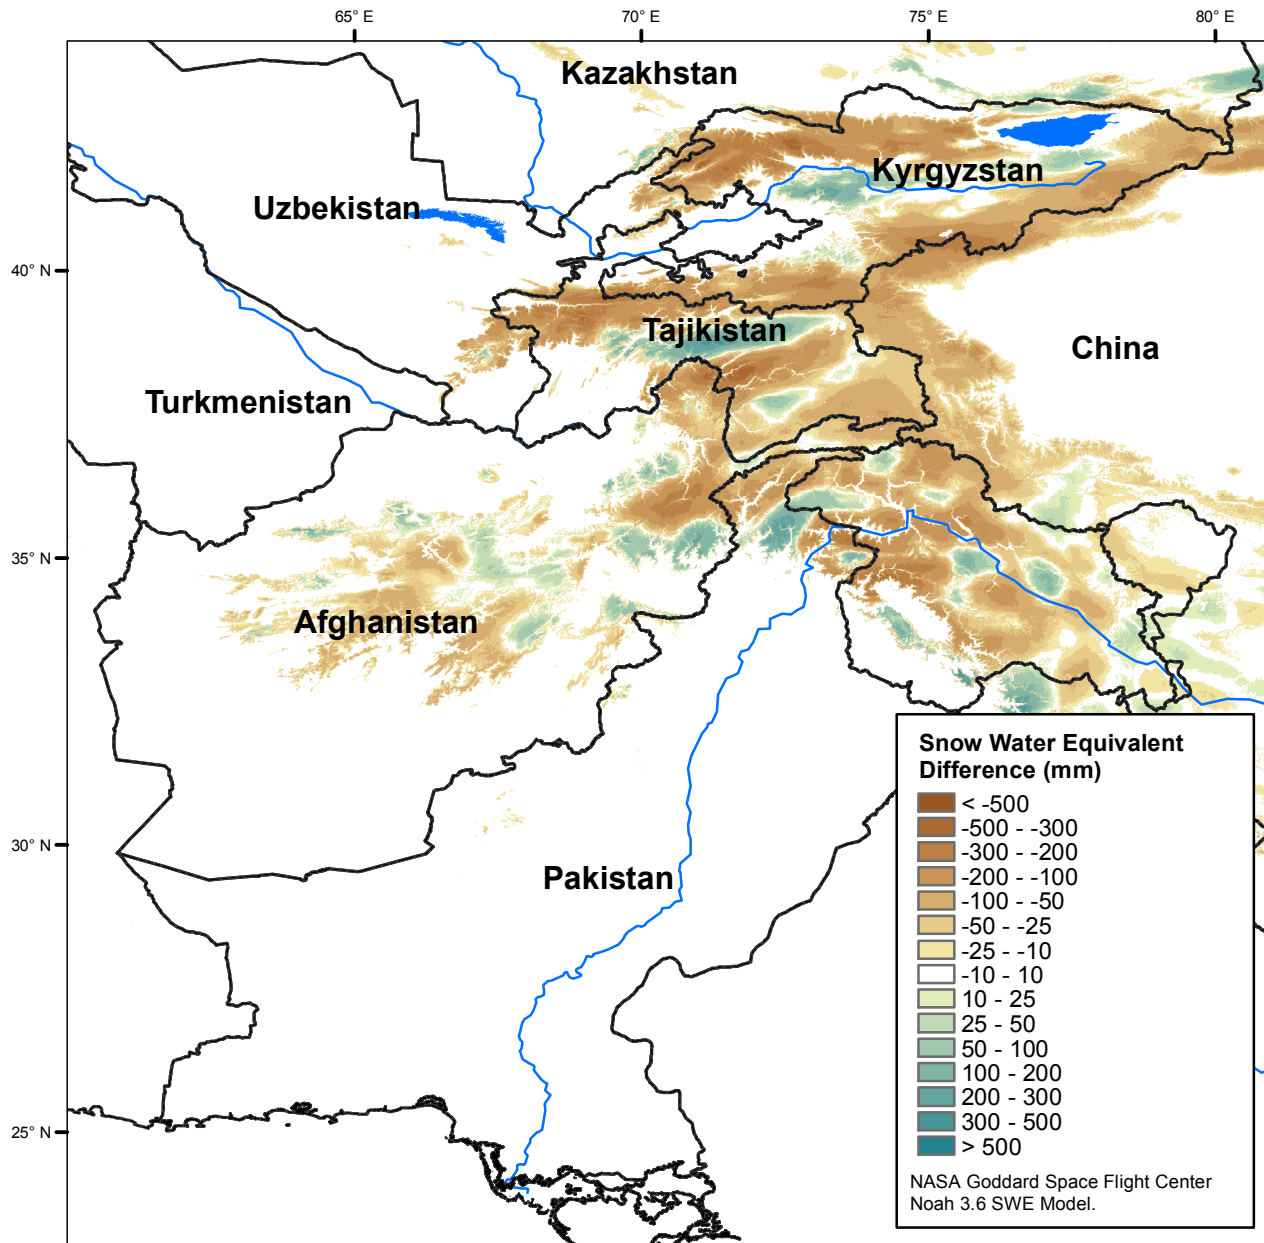 65° E
70° E
75° E
80° E
Kazakhstan
Kyrgyzstan
Uzbekistan
40° N
Tajikistan
China
Turkmenistan
35° N
Afghanistan
30° N
Pakistan
25° N
Snow Water Equivalent
Difference (mm)
< -500
-500 - -300
-300 - -200
-200 - -100
-100 - -50
-50 - -25
-25 - -10
-10 - 10
10 - 25
25 - 50
50 - 100
100 - 200
200 - 300
300 - 500
> 500
NASA Goddard Space Flight Center
Noah 3.6 SWE Model.